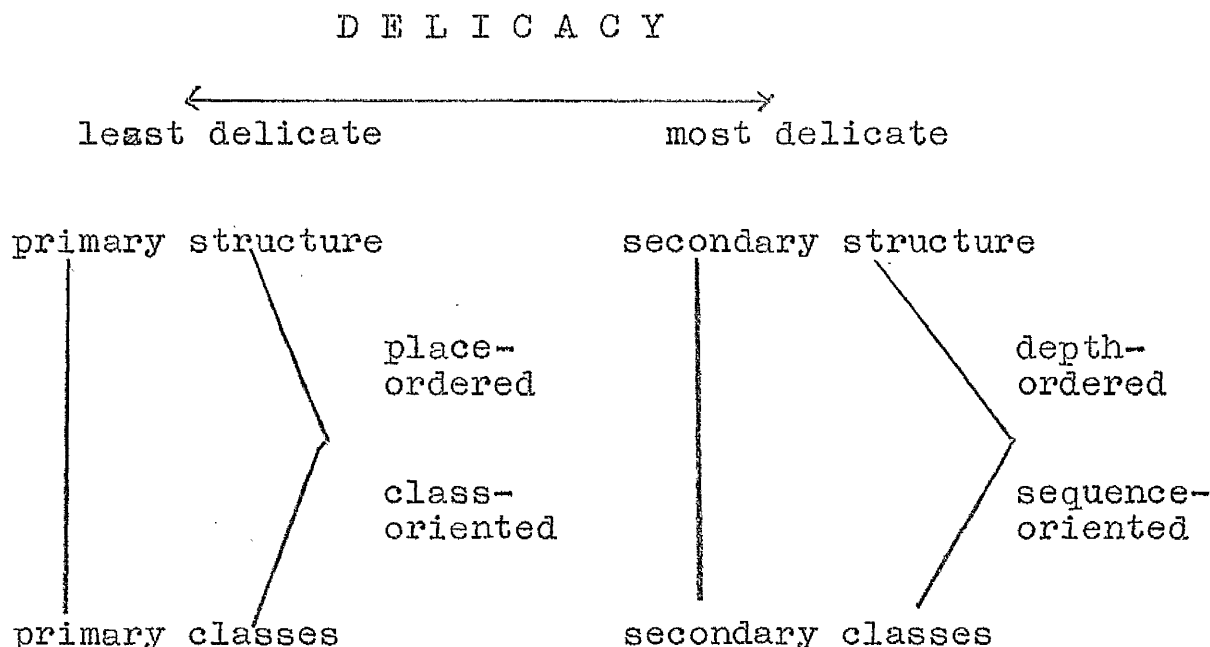 D E L I C A C Y
least delicate most delicate
primary structure secondary structure
place- depth-
ordered ordered
class- sequence-
oriented oriented
primary classes secondary classes